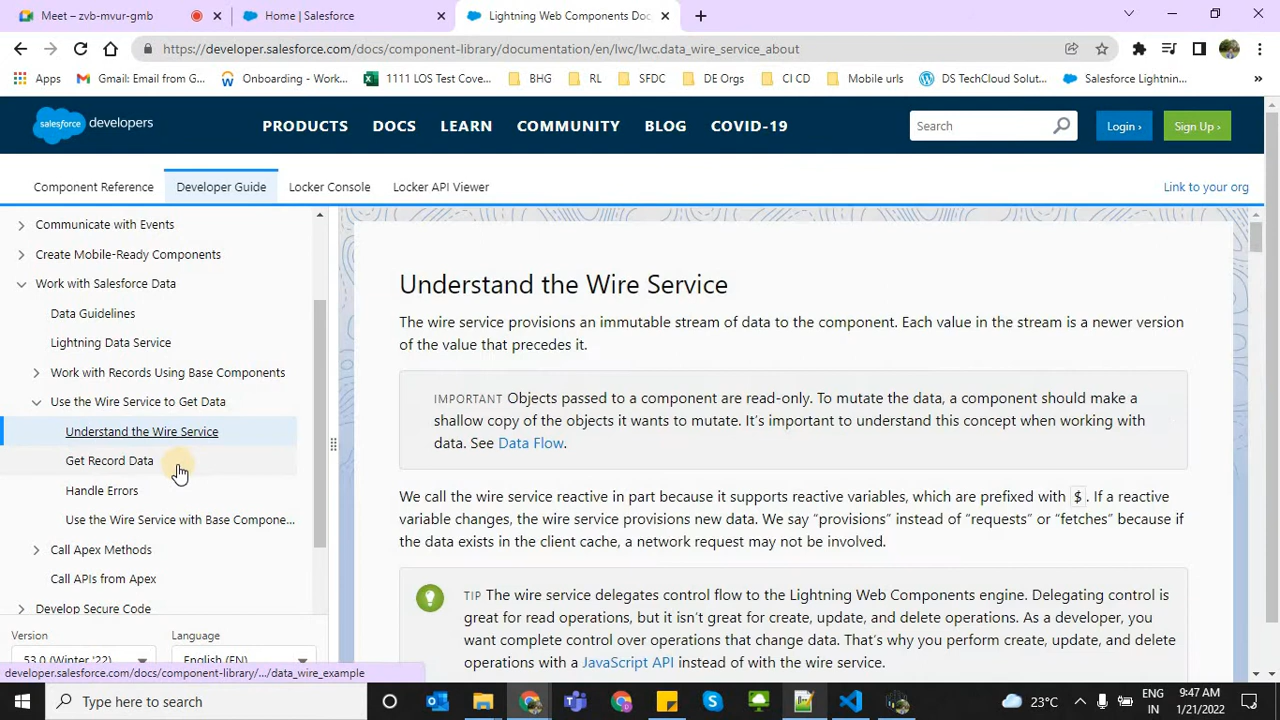 Meet – zvb-mvur-gmb
Home | Salesforce
Lightning Web Components Doc
https://developer.salesforce.com/docs/component-library/documentation/en/lwc/lwc.data_wire_service_about
Apps
Gmail: Email from G...
Onboarding - Work...
1111 LOS Test Cove...
BHG
RL
SFDC
DE Orgs
CI CD
Mobile urls
DS TechCloud Solut...
Salesforce Lightnin...
»
salesforce developers
PRODUCTS
DOCS
LEARN
COMMUNITY
BLOG
COVID-19
Search
Login ›
Sign Up ›
Component Reference
Developer Guide
Locker Console
Locker API Viewer
Link to your org
Communicate with Events
Create Mobile-Ready Components
Work with Salesforce Data
Data Guidelines
Lightning Data Service
Work with Records Using Base Components
Use the Wire Service to Get Data
Understand the Wire Service
Get Record Data
Handle Errors
Use the Wire Service with Base Compone...
Call Apex Methods
Call APIs from Apex
Develop Secure Code
Version
Language
53.0 (Winter '22)
English (EN)
developer.salesforce.com/docs/component-library/.../data_wire_example
Understand the Wire Service
The wire service provisions an immutable stream of data to the component. Each value in the stream is a newer version
of the value that precedes it.
IMPORTANT Objects passed to a component are read-only. To mutate the data, a component should make a
shallow copy of the objects it wants to mutate. It's important to understand this concept when working with
data. See Data Flow.
We call the wire service reactive in part because it supports reactive variables, which are prefixed with $. If a reactive
variable changes, the wire service provisions new data. We say “provisions” instead of “requests” or “fetches” because if
the data exists in the client cache, a network request may not be involved.
TIP The wire service delegates control flow to the Lightning Web Components engine. Delegating control is
great for read operations, but it isn't great for create, update, and delete operations. As a developer, you
want complete control over operations that change data. That's why you perform create, update, and delete
operations with a JavaScript API instead of with the wire service.
Type here to search
23°C
ENG
IN
9:47 AM
1/21/2022